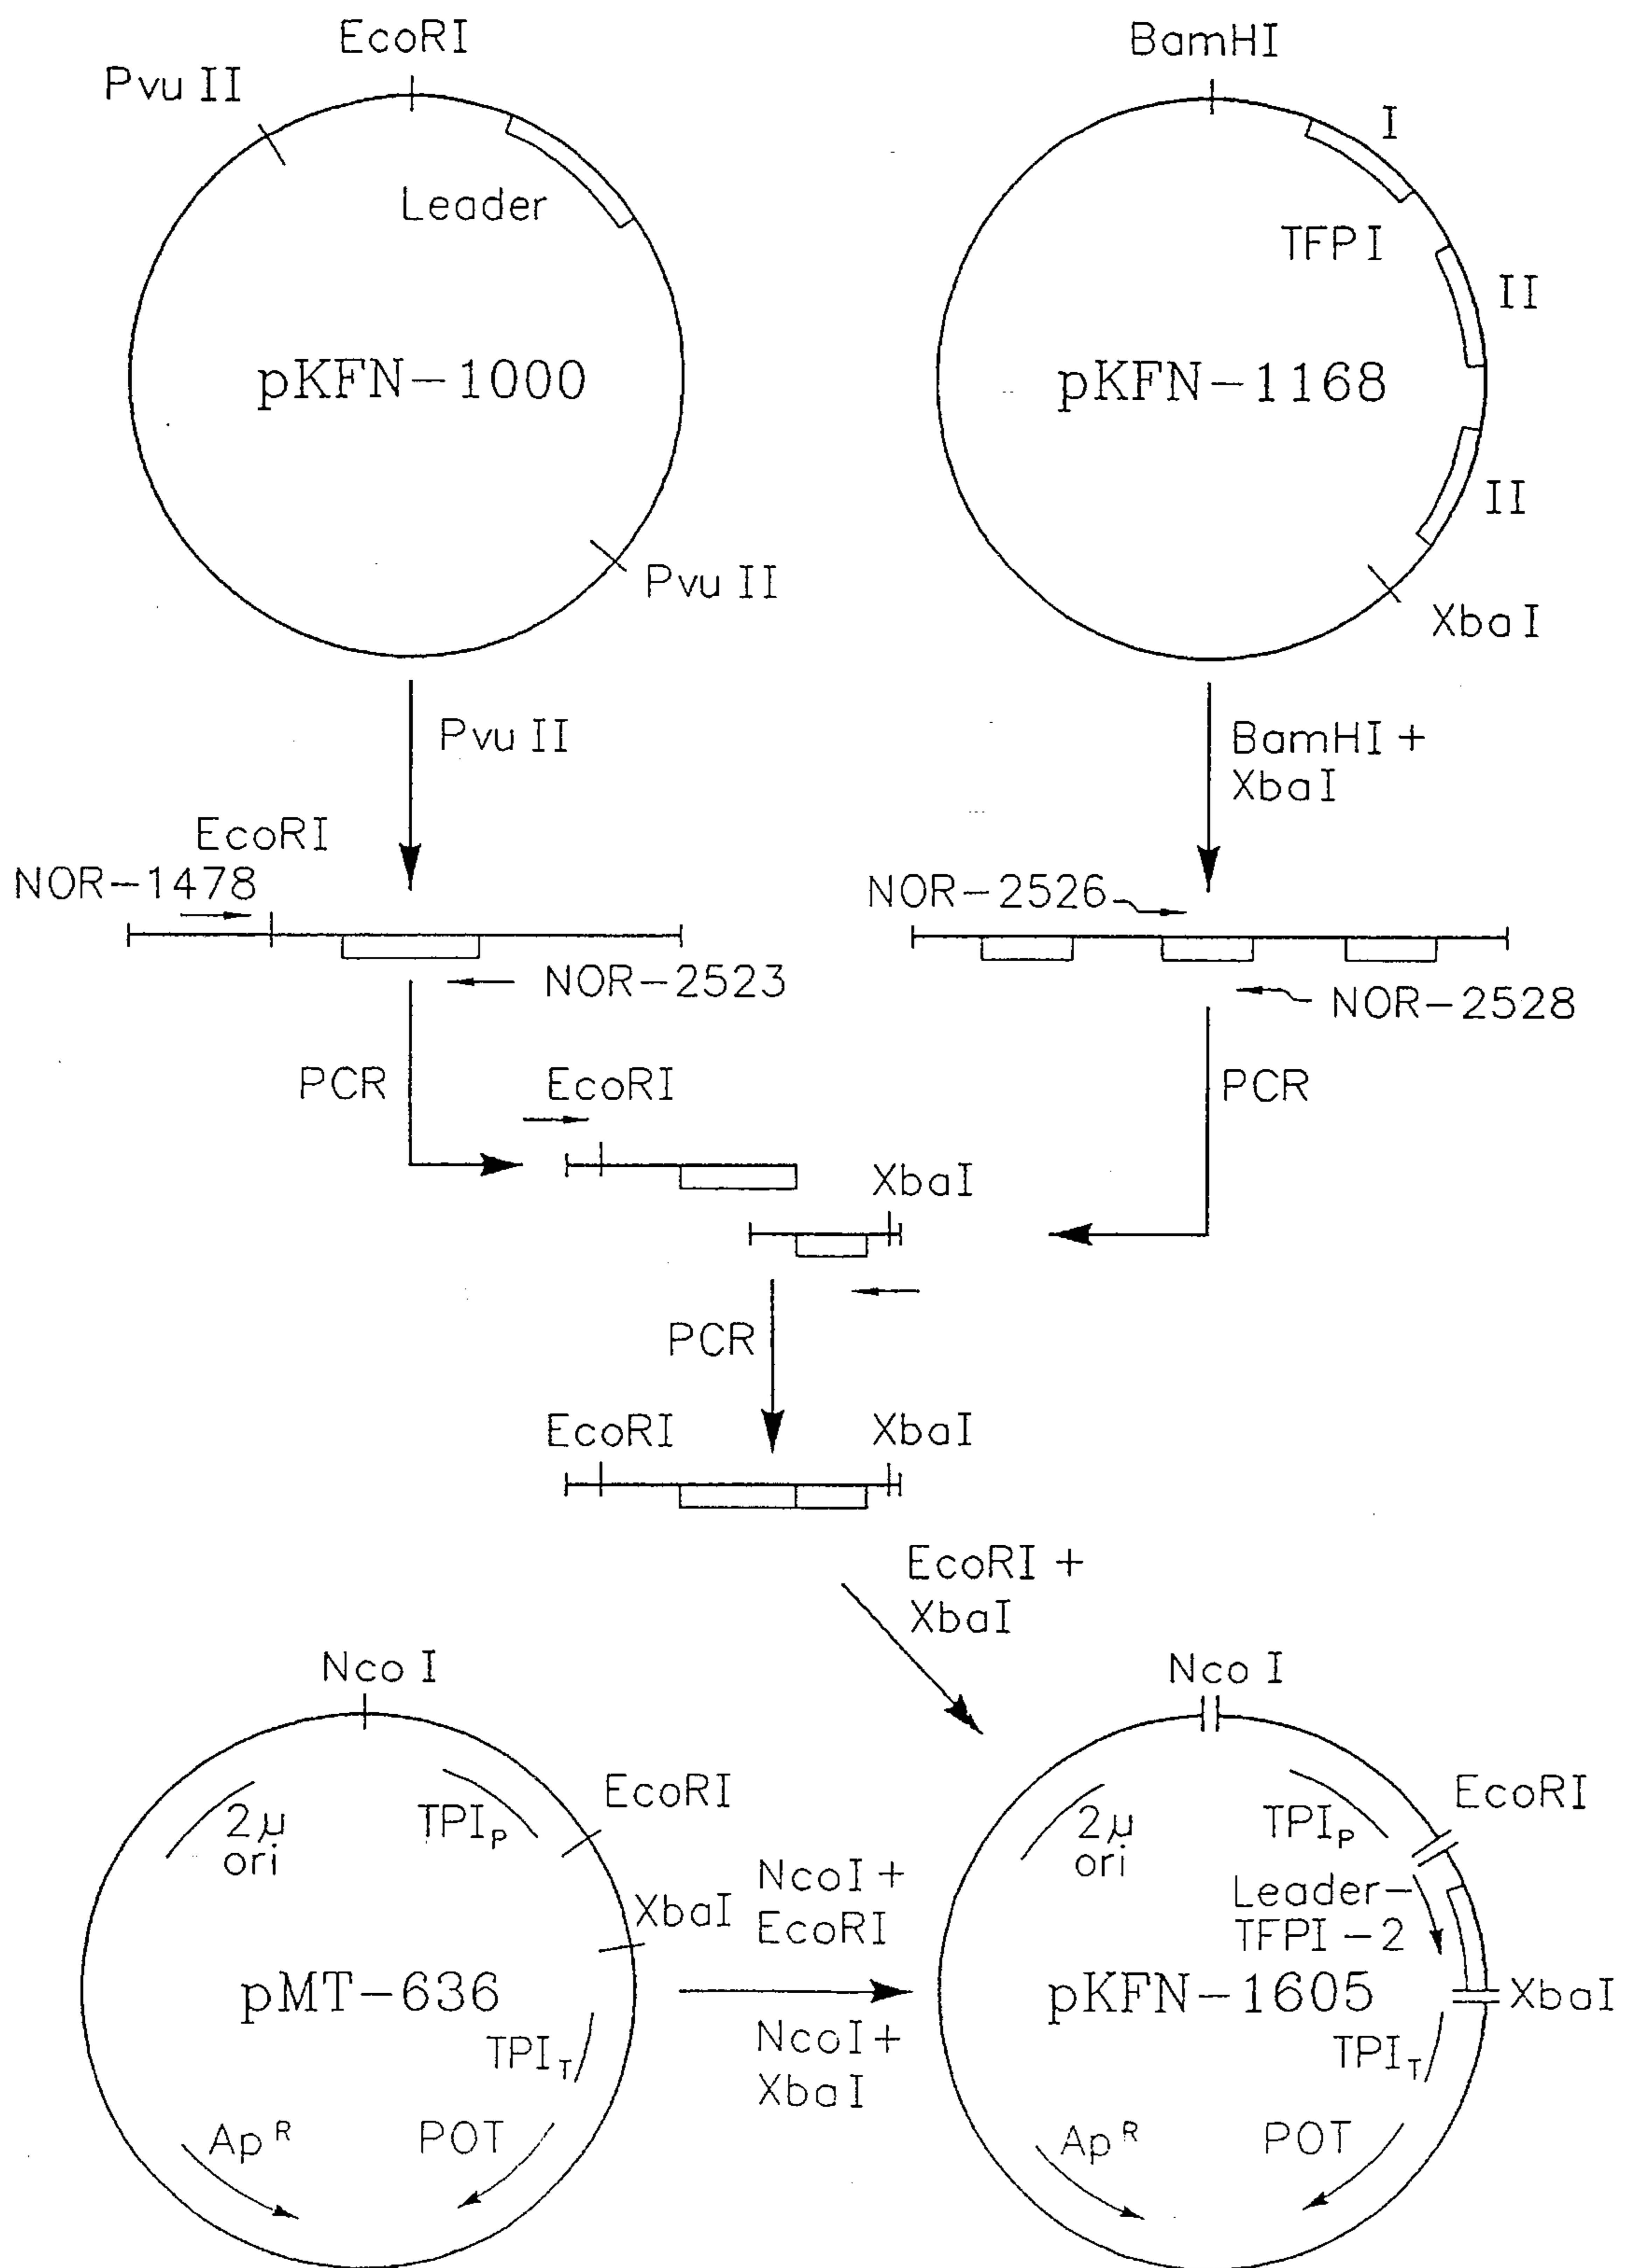 EcoRI
Pvu II
Leader
pKFN-1000
Pvu II
BamHI
I
TFPI
II
pKFN-1168
II
XbaI
Pvu II
BamHI +
XbaI
EcoRI
NOR-1478
NOR-2523
NOR-2526
NOR-2528
PCR
EcoRI
PCR
XbaI
PCR
EcoRI
XbaI
EcoRI +
XbaI
Nco I
2μ
ori
TPIP
EcoRI
XbaI
pMT-636
TPIT
ApR
POT
NcoI +
EcoRI
NcoI +
XbaI
Nco I
2μ
ori
TPIP
EcoRI
Leader-
TFPI-2
pKFN-1605
XbaI
TPIT
ApR
POT